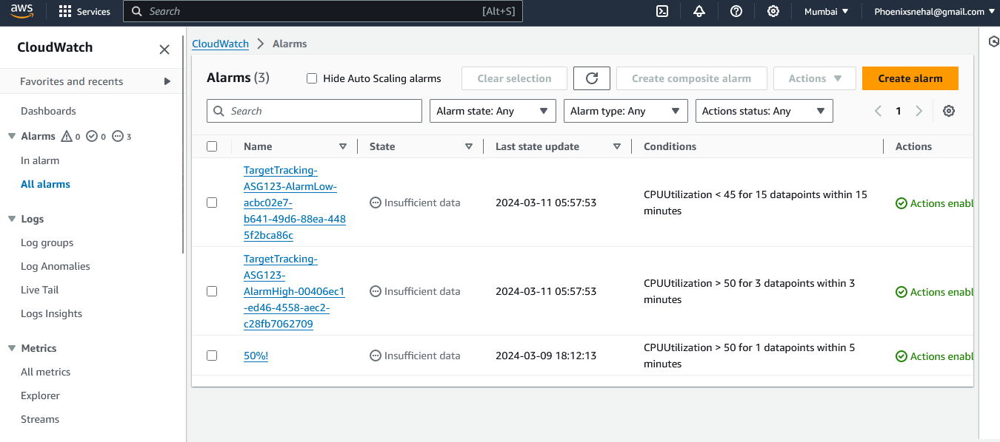 aws
Services
Search
[Alt+S]
Mumbai
Phoenixsnehal@gmail.com
CloudWatch
Favorites and recents
Dashboards
Alarms 0 0 3
In alarm
All alarms
Logs
Log groups
Log Anomalies
Live Tail
Logs Insights
Metrics
All metrics
Explorer
Streams
CloudWatch Alarms
Alarms (3)
Hide Auto Scaling alarms
Clear selection
Create composite alarm
Actions
Create alarm
Search
Alarm state: Any
Alarm type: Any
Actions status: Any
1
Name State Last state update Conditions Actions
TargetTracking-
ASG123-AlarmLow-
acbc02e7-
b641-49d6-88ea-448
5f2bca86c
Insufficient data
2024-03-11 05:57:53
CPUUtilization < 45 for 15 datapoints within 15
minutes
Actions enabl
TargetTracking-
ASG123-
AlarmHigh-00406ec1
-ed46-4558-aec2-
c28fb7062709
Insufficient data
2024-03-11 05:57:53
CPUUtilization > 50 for 3 datapoints within 3
minutes
Actions enabl
50%!
Insufficient data
2024-03-09 18:12:13
CPUUtilization > 50 for 1 datapoints within 5
minutes
Actions enabl